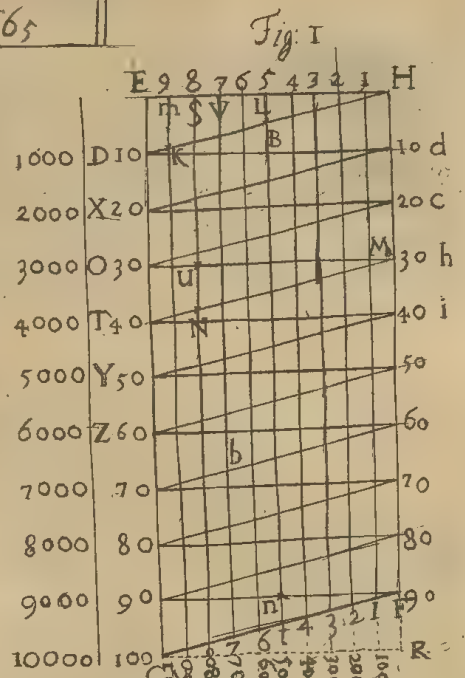 65
Fig: I
E 9 8 7 6 5 4 3 2 1 H
m S V L
B
1000 D 10 K 10 d
2000 X 20 20 c
3000 O 30 u M 30 h
4000 T 40 N 40 i
5000 Y 50 50
6000 Z 60 60
b
7000 70 70
8000 80 80
9000 90 n F 90
10000 100 7 6 t 4 3 2 1 R